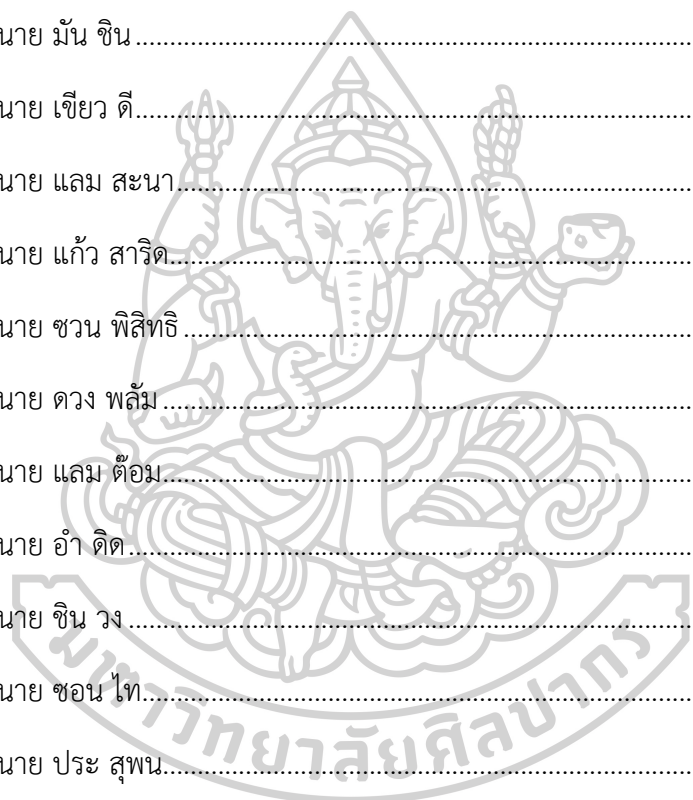 นาย มัน ชิน........................................................................................
นาย เขียว ดี........................................................................................
นาย แลม สะนา........................................................................................
นาย แก้ว สาริด........................................................................................
นาย ซวน พิสิทธิ........................................................................................
นาย ดวง พลัม........................................................................................
นาย แลม ต๊อม........................................................................................
นาย อำ ดิด........................................................................................
นาย ชิน วง........................................................................................
นาย ซอน ไท........................................................................................
นาย ประ สุพน........................................................................................
มหาวิทยาลัยศิลปากร